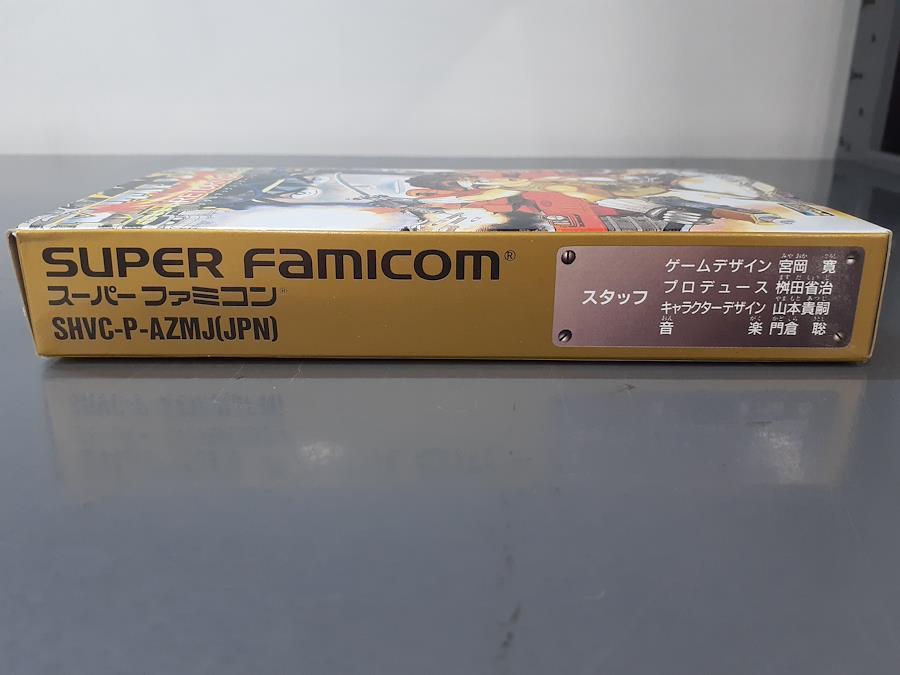 SUPER FAMICOM®
スーパーファミコン®
SHVC-P-AZMJ(JPN)
スタッフ
ゲームデザイン 宮岡 寛
プロデュース 桝田省治
キャラクターデザイン 山本貴嗣
音楽 門倉 聡